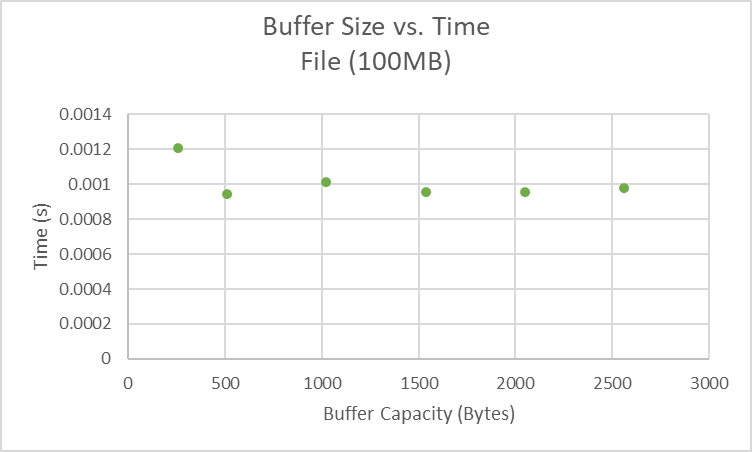 Buffer Size vs. Time
File (100MB)
0.0014
0.0012
0.001
0.0008
0.0006
0.0004
0.0002
0
Time (s)
0 500 1000 1500 2000 2500 3000
Buffer Capacity (Bytes)